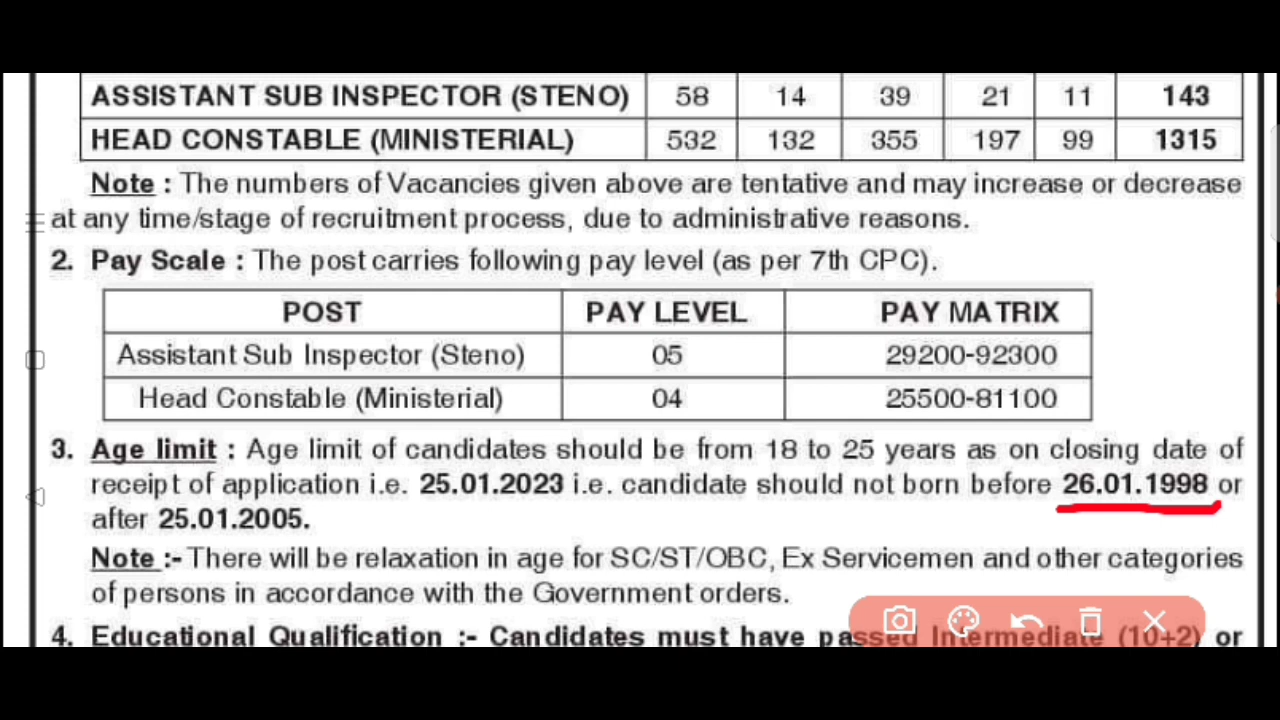 ASSISTANT SUB INSPECTOR (STENO) 58 14 39 21 11 143
HEAD CONSTABLE (MINISTERIAL) 532 132 355 197 99 1315
Note : The numbers of Vacancies given above are tentative and may increase or decrease
at any time/stage of recruitment process, due to administrative reasons.
2. Pay Scale : The post carries following pay level (as per 7th CPC).
POST PAY LEVEL PAY MATRIX
Assistant Sub Inspector (Steno) 05 29200-92300
Head Constable (Ministerial) 04 25500-81100
3. Age limit : Age limit of candidates should be from 18 to 25 years as on closing date of
receipt of application i.e. 25.01.2023 i.e. candidate should not born before 26.01.1998 or
after 25.01.2005.
Note :- There will be relaxation in age for SC/ST/OBC, Ex Servicemen and other categories
of persons in accordance with the Government orders.
4. Educational Qualification :- Candidates must have passed Intermediate (10+2) or